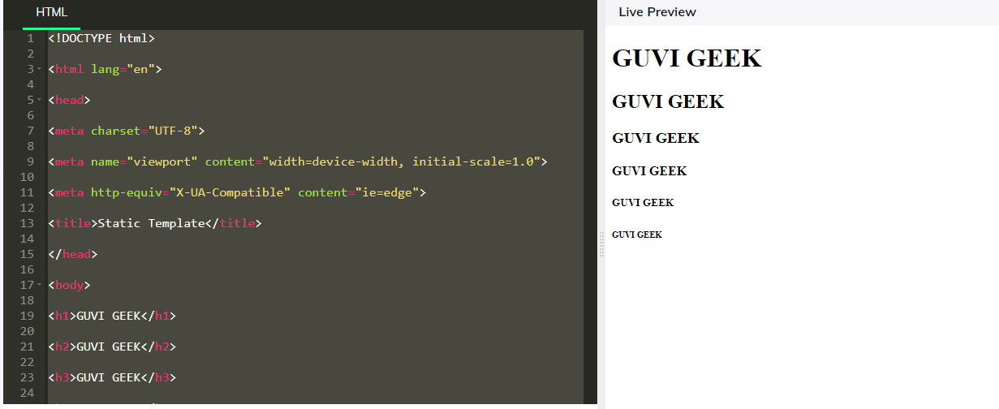 HTML
1 <!DOCTYPE html>
2
3 <html lang="en">
4
5 <head>
6
7 <meta charset="UTF-8">
8
9 <meta name="viewport" content="width=device-width, initial-scale=1.0">
10
11 <meta http-equiv="X-UA-Compatible" content="ie=edge">
12
13 <title>Static Template</title>
14
15 </head>
16
17 <body>
18
19 <h1>GUVI GEEK</h1>
20
21 <h2>GUVI GEEK</h2>
22
23 <h3>GUVI GEEK</h3>
24
Live Preview
GUVI GEEK
GUVI GEEK
GUVI GEEK
GUVI GEEK
GUVI GEEK
GUVI GEEK